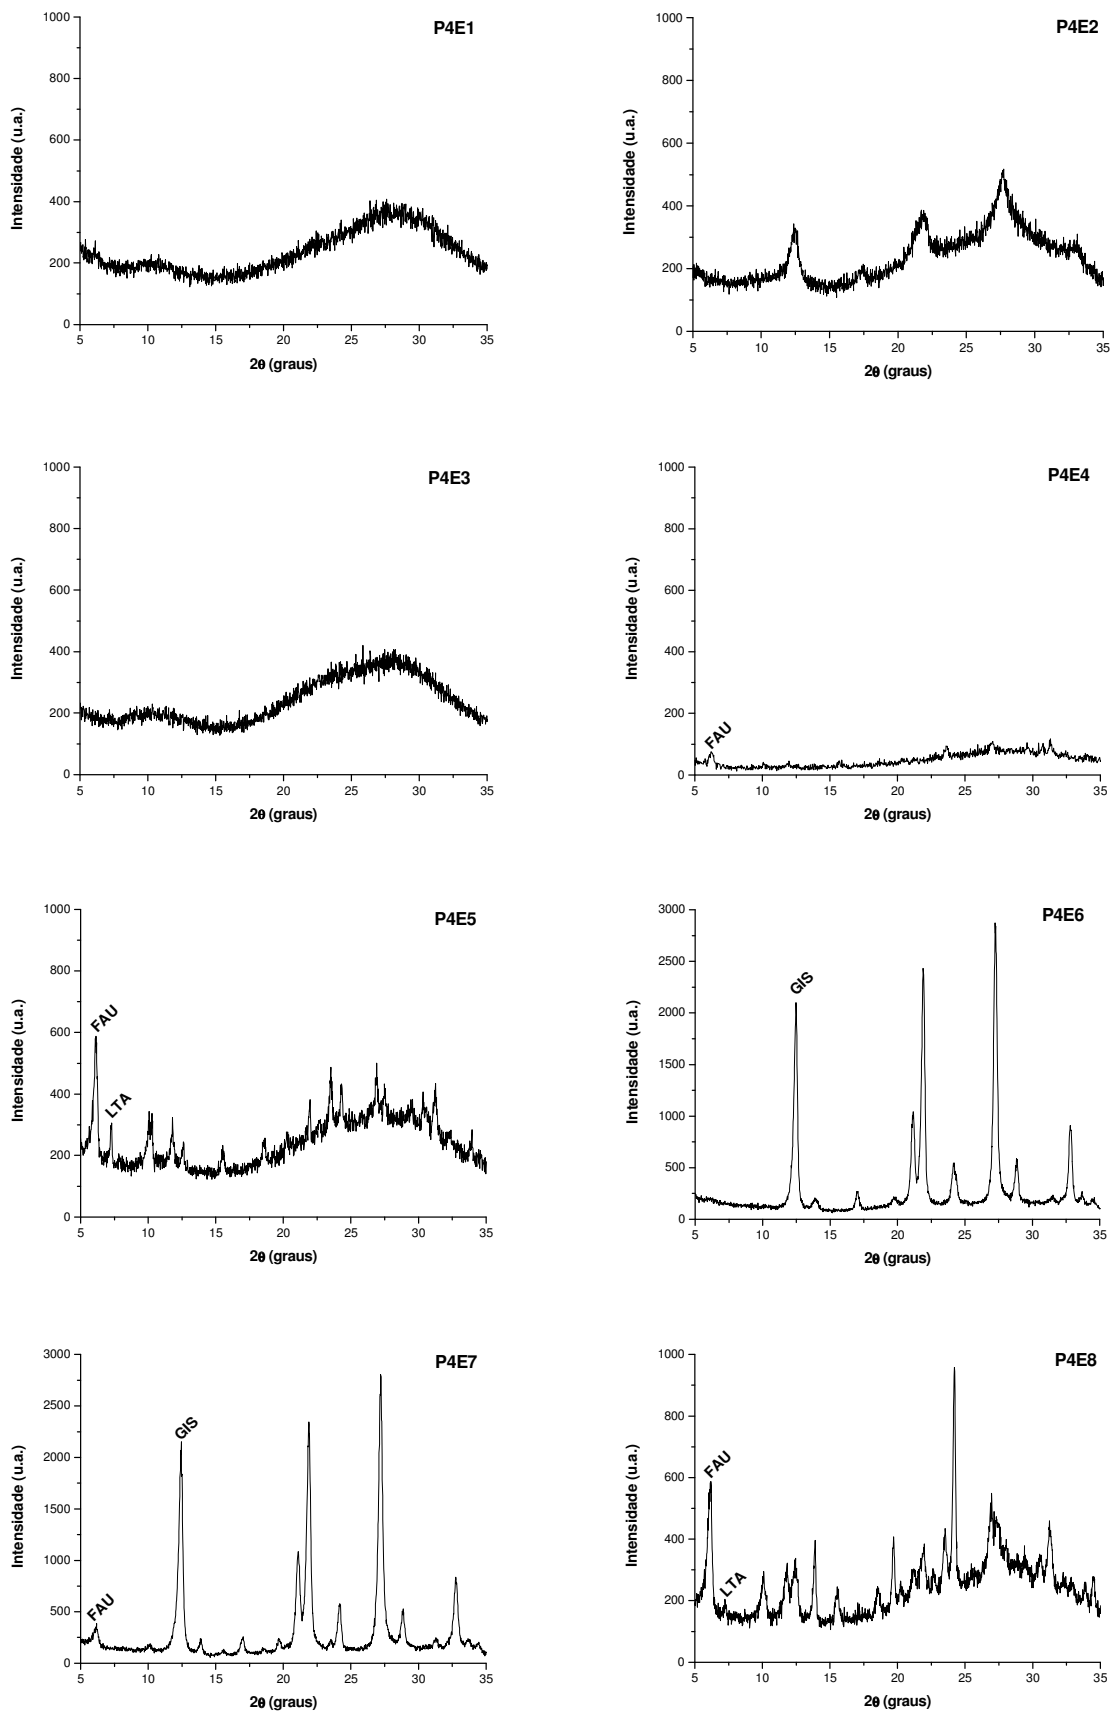 P4E1
Intensidade (u.a.)
1000
800
600
400
200
0
5 10 15 20 25 30 35
2θ (graus)
P4E2
Intensidade (u.a.)
1000
800
600
400
200
0
5 10 15 20 25 30 35
2θ (graus)
P4E3
Intensidade (u.a.)
1000
800
600
400
200
0
5 10 15 20 25 30 35
2θ (graus)
P4E4
Intensidade (u.a.)
1000
800
600
400
200
0
FAU
5 10 15 20 25 30 35
2θ (graus)
P4E5
Intensidade (u.a.)
1000
800
600
400
200
0
FAU
LTA
5 10 15 20 25 30 35
2θ (graus)
P4E6
Intensidade (u.a.)
3000
2500
2000
1500
1000
500
0
GIS
5 10 15 20 25 30 35
2θ (graus)
P4E7
Intensidade (u.a.)
3000
2500
2000
1500
1000
500
0
GIS
FAU
5 10 15 20 25 30 35
2θ (graus)
P4E8
Intensidade (u.a.)
1000
800
600
400
200
0
FAU
LTA
5 10 15 20 25 30 35
2θ (graus)